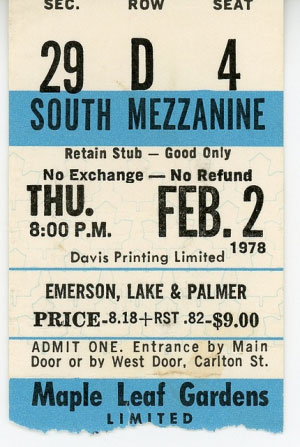 SEC. ROW SEAT
29 D 4
SOUTH MEZZANINE
Retain Stub — Good Only
No Exchange — No Refund
THU. FEB. 2
8:00 P.M. 1978
Davis Printing Limited
EMERSON, LAKE & PALMER
PRICE-8.18+RST .82-$9.00
ADMIT ONE. Entrance by Main
Door or by West Door, Carlton St.
Maple Leaf Gardens
LIMITED